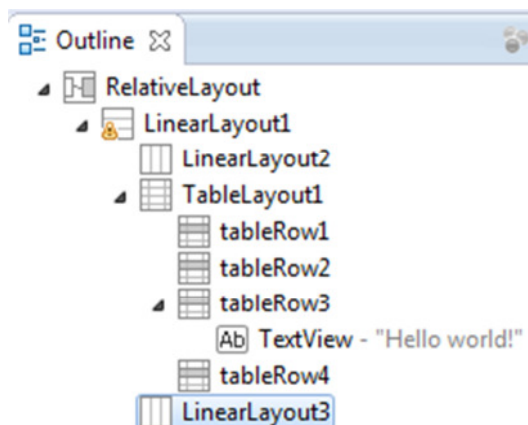 Outline
RelativeLayout
LinearLayout1
LinearLayout2
TableLayout1
tableRow1
tableRow2
tableRow3
Ab TextView - "Hello world!"
tableRow4
LinearLayout3